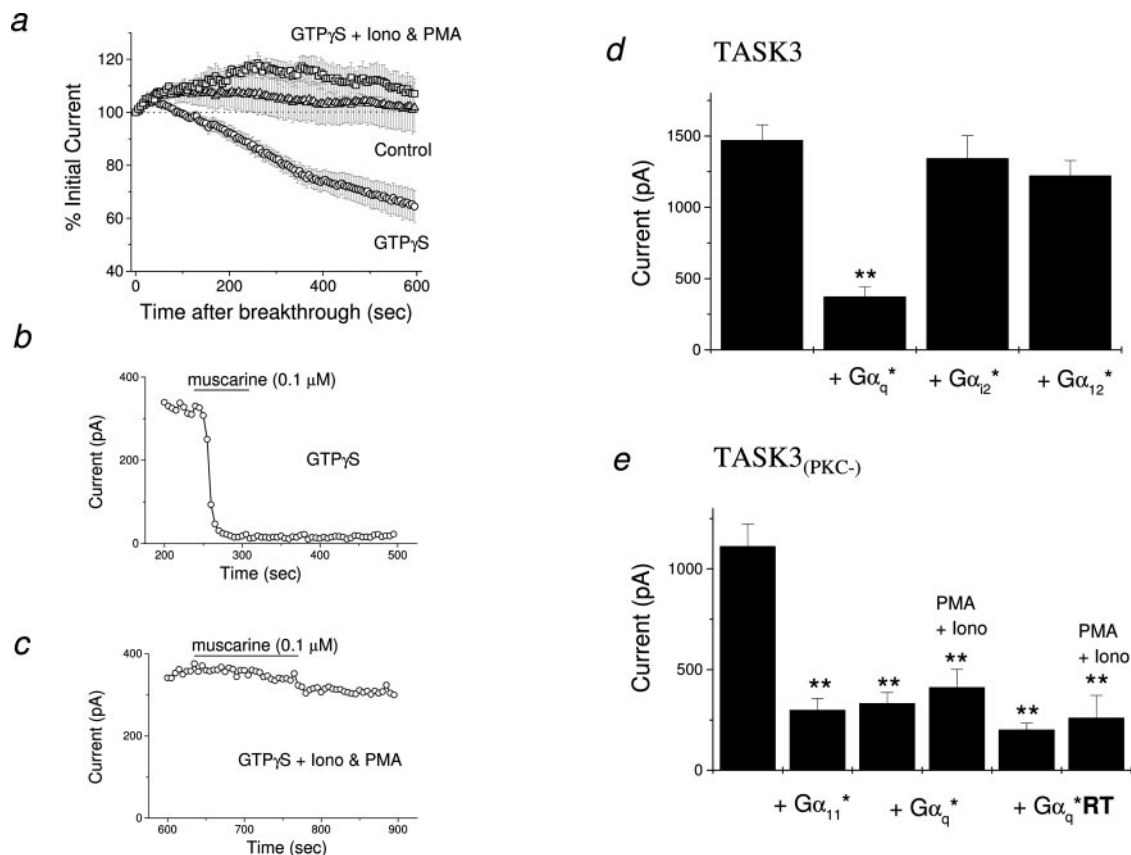 a
GTPγS + Iono & PMA
120
100
80
60
40
% Initial Current
Control
GTPγS
0 200 400 600
Time after breakthrough (sec)
b
muscarine (0.1 μM)
400
200
0
Current (pA)
GTPγS
200 300 400 500
Time (sec)
c
muscarine (0.1 μM)
400
200
0
Current (pA)
GTPγS + Iono & PMA
600 700 800 900
Time (sec)
d TASK3
1500
1000
500
0
Current (pA)
**
+ Gαq* + Gαi2* + Gα12*
e TASK3(PKC-)
1000
500
0
Current (pA)
PMA
+ Iono
PMA
+ Iono
** ** ** ** **
+ Gα11* + Gαq* + Gαq*RT